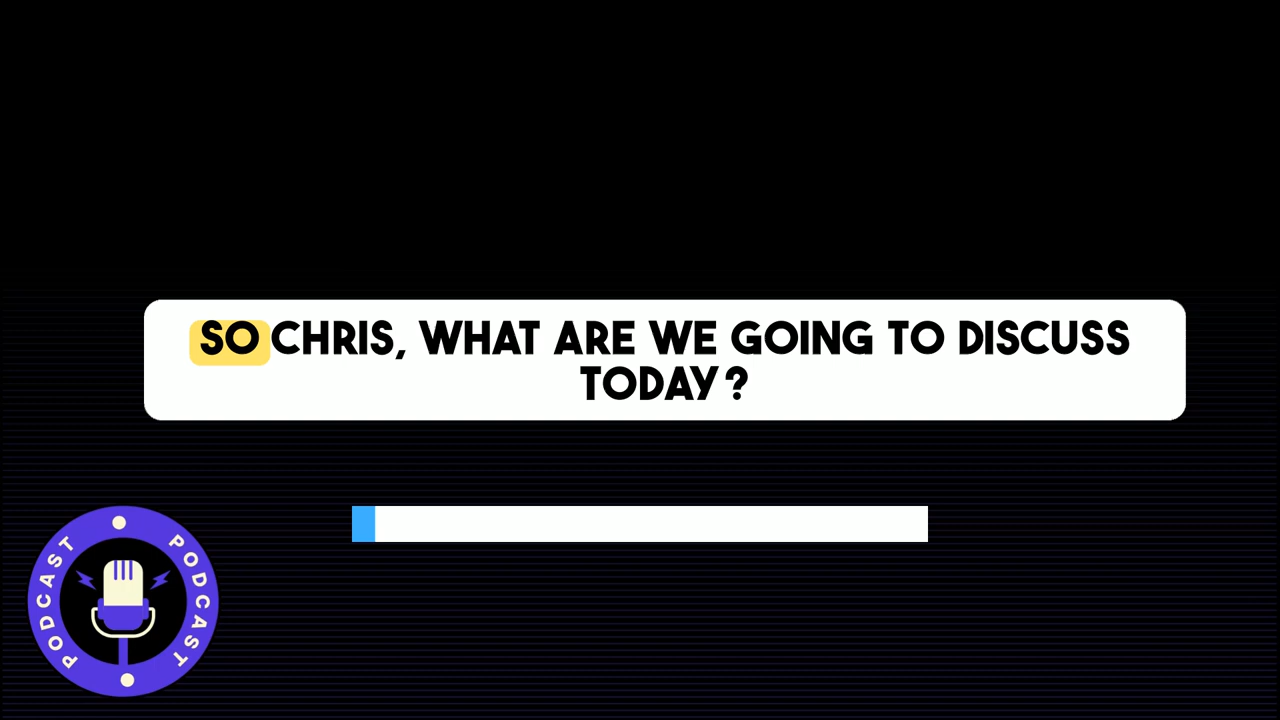 SO CHRIS, WHAT ARE WE GOING TO DISCUSS
TODAY?
PODCAST
PODCAST